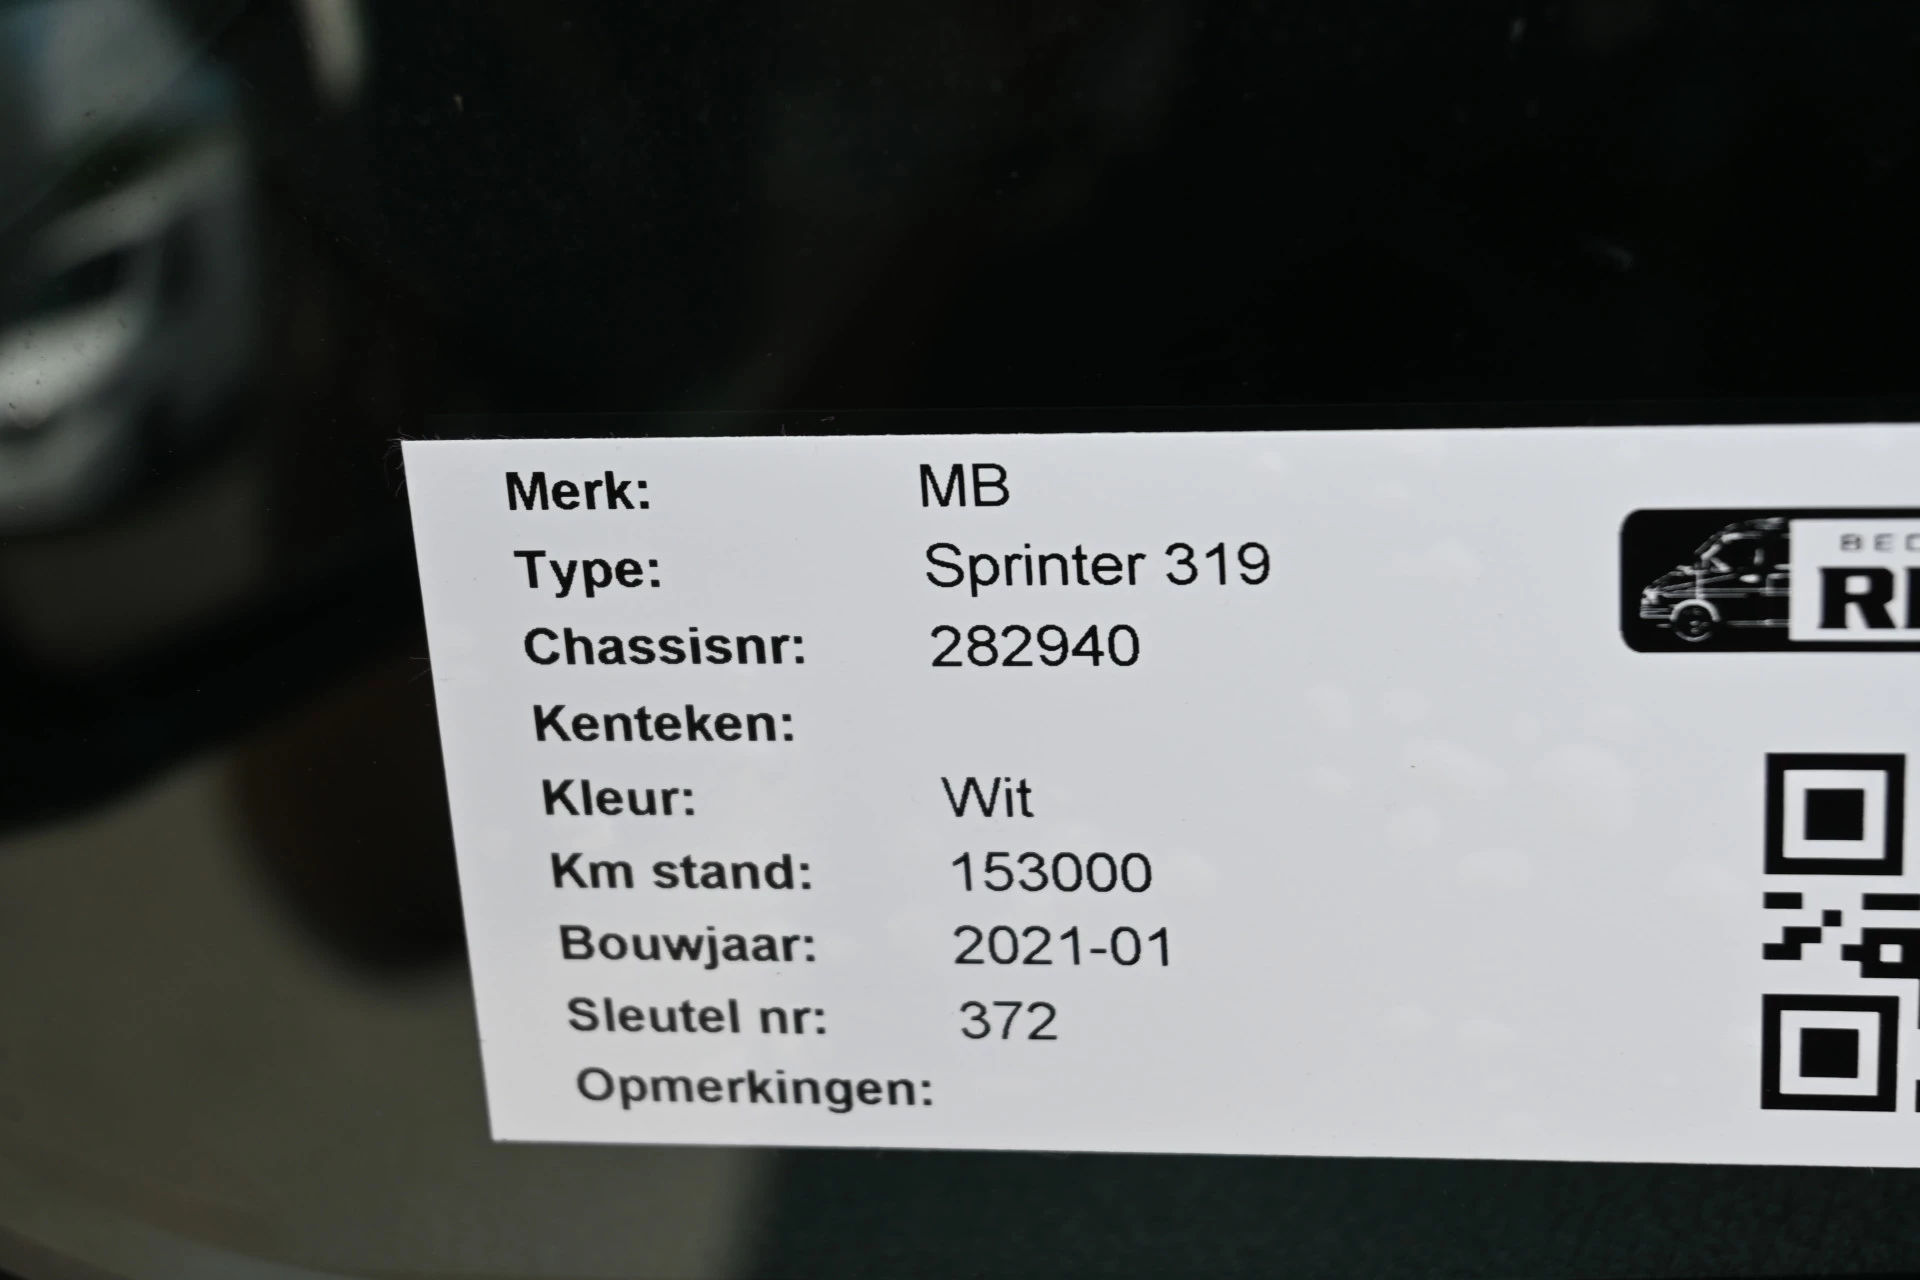 Merk: MB
Type: Sprinter 319
Chassisnr: 282940
Kenteken:
Kleur: Wit
Km stand: 153000
Bouwjaar: 2021-01
Sleutel nr: 372
Opmerkingen: